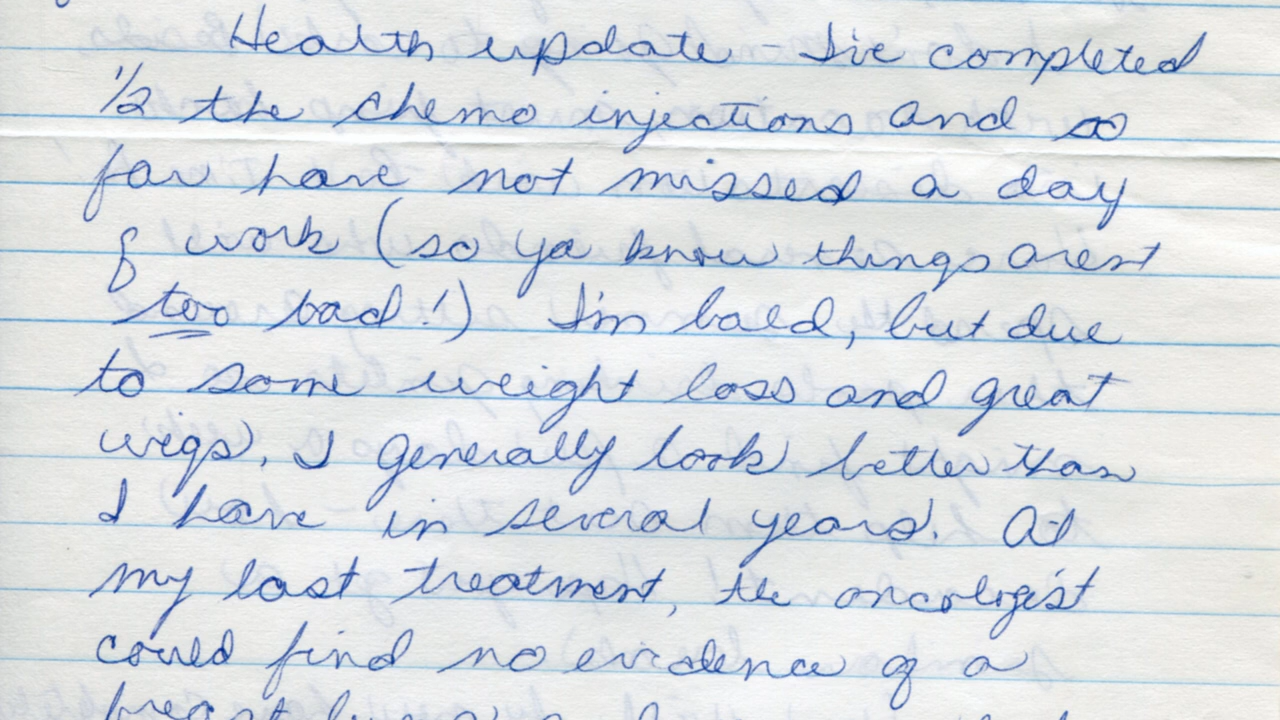 Health update - I've completed
1/2 the chemo injections and so
far have not missed a day
of work (so ya know things arent
too bad!) I'm bald, but due
to some weight loss and great
wigs, I generally look better than
I have in several years! At
my last treatment, the oncologist
could find no evidence of a
breast